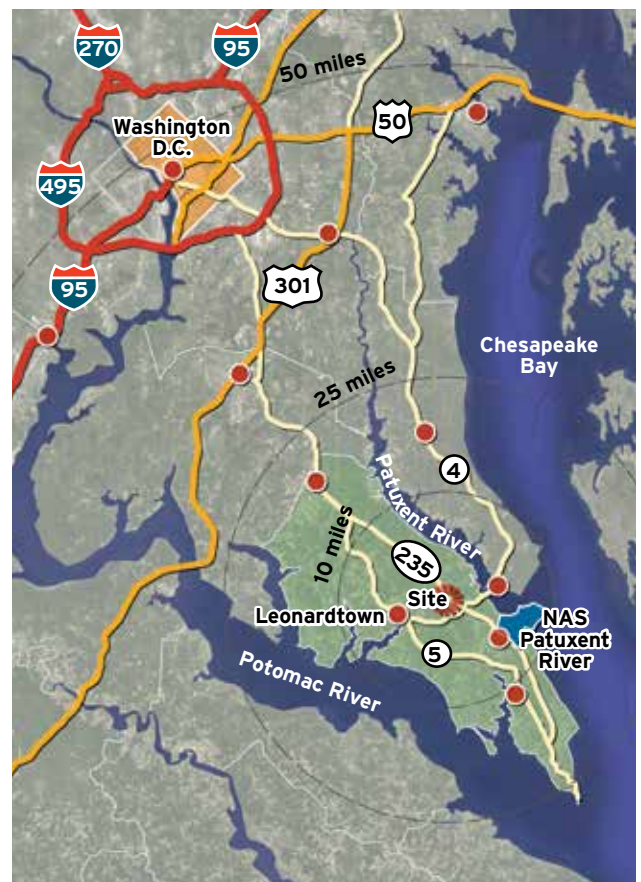 270
95
50 miles
Washington
D.C.
50
495
95
301
Chesapeake
Bay
25 miles
4
Patuxent River
10 miles
235
Site
Leonardtown
NAS
Patuxent
River
5
Potomac River